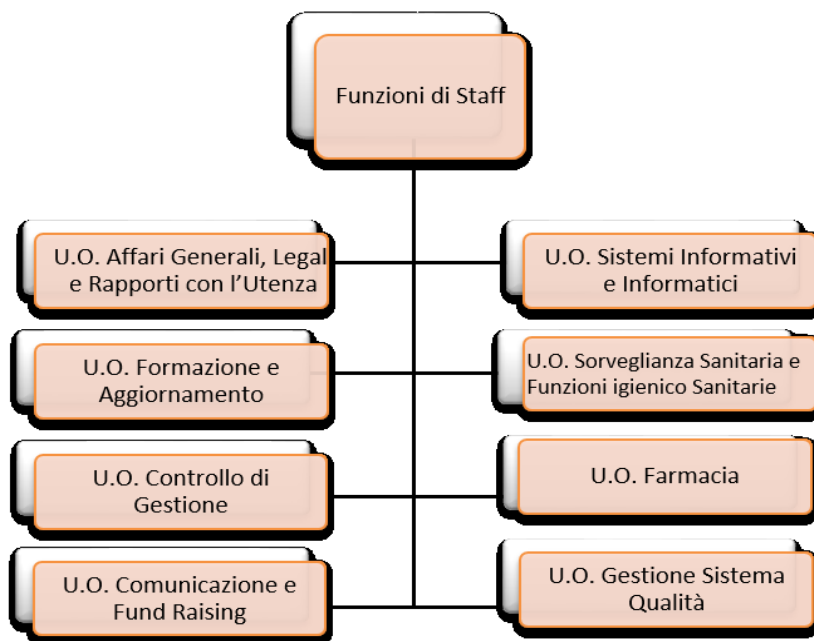 Funzioni di Staff
U.O. Affari Generali, Legal
e Rapporti con l'Utenza
U.O. Sistemi Informativi
e Informatici
U.O. Formazione e
Aggiornamento
U.O. Sorveglianza Sanitaria e
Funzioni igienico Sanitarie
U.O. Controllo di
Gestione
U.O. Farmacia
U.O. Comunicazione e
Fund Raising
U.O. Gestione Sistema
Qualità